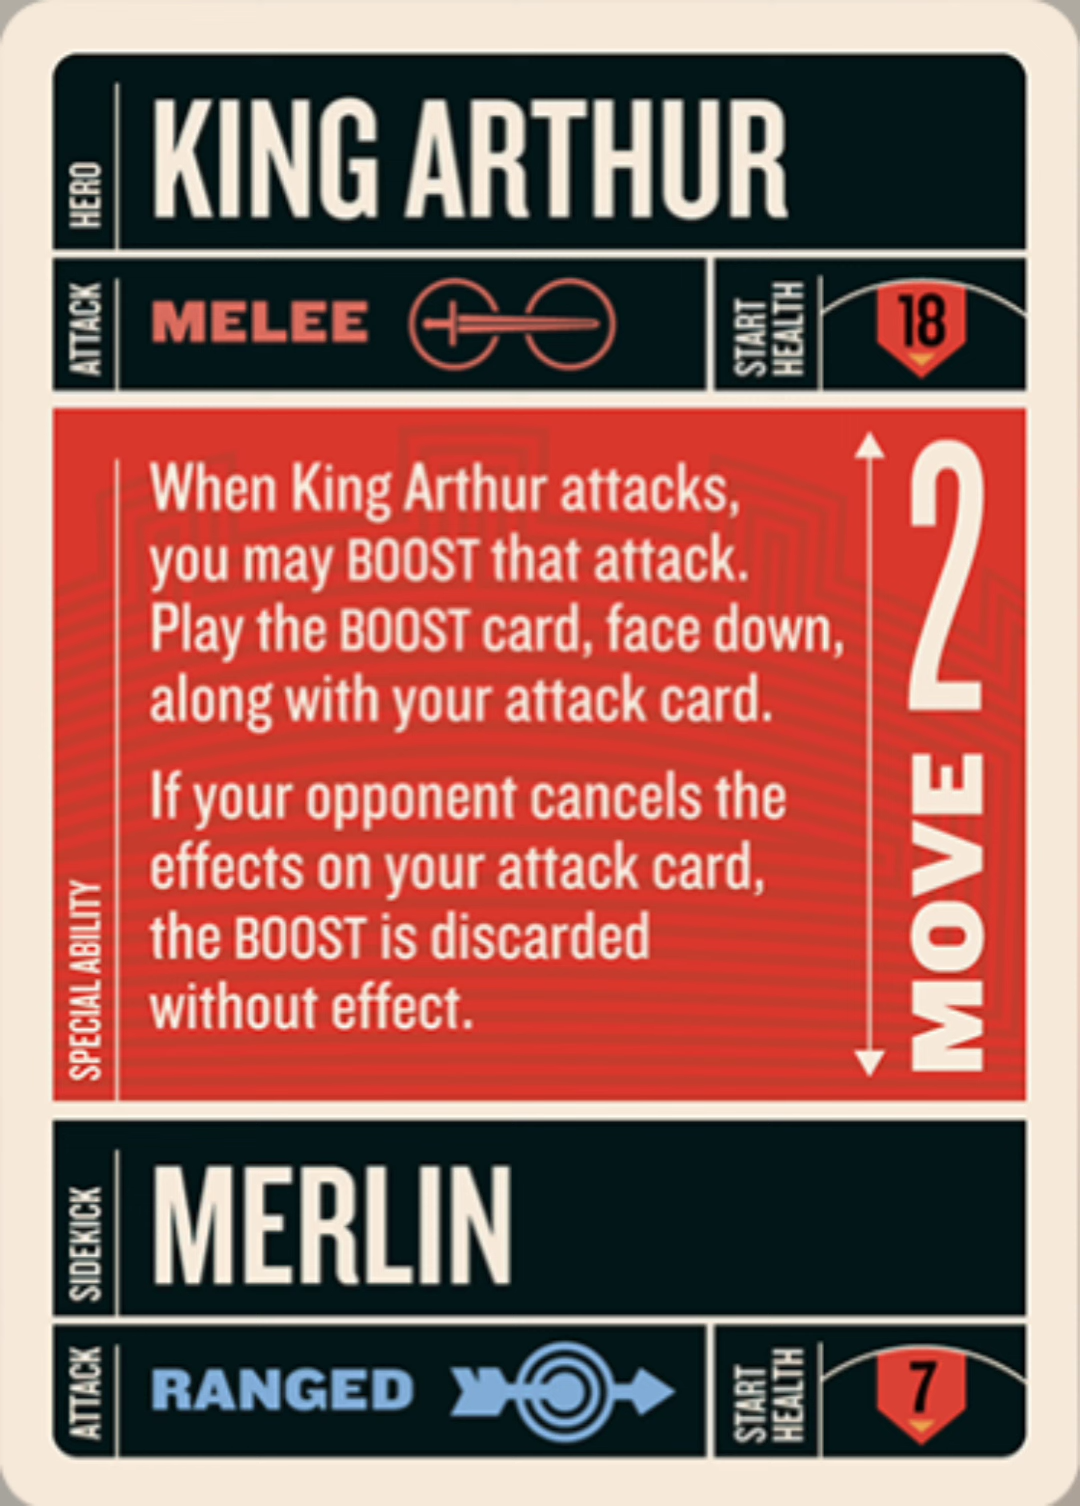 HERO
KING ARTHUR
ATTACK
MELEE
START
HEALTH
18
SPECIAL ABILITY
When King Arthur attacks,
you may BOOST that attack.
Play the BOOST card, face down,
along with your attack card.
If your opponent cancels the
effects on your attack card,
the BOOST is discarded
without effect.
MOVE 2
SIDEKICK
MERLIN
ATTACK
RANGED
START
HEALTH
7